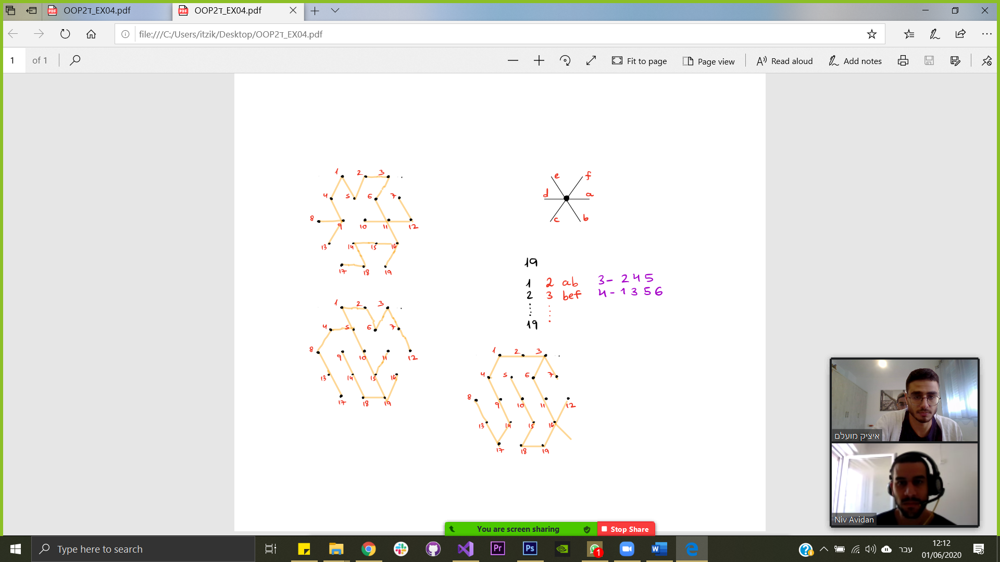 OOP2ד_EX04.pdf
OOP2ד_EX04.pdf
file:///C:/Users/itzik/Desktop/OOP2ד_EX04.pdf
1 of 1
Fit to page
Page view
Read aloud
Add notes
1 2 3
4 5 6 7
8 9 10 11 12
13 14 15 16
17 18 19
e f
d a
c b
19
1 2 ab 3- 2 4 5
2 3 bef 4- 1 3 5 6
19
1 2 3
4 5 6 7
8 9 10 11 12
13 14 15 16
17 18 19
1 2 3
4 5 6 7
8 9 10 11 12
13 14 15 16
17 18 19
איציק מועלם
Niv Avidan
You are screen sharing
Stop Share
Type here to search
Pr
Ps
1
W
עבר
12:12
01/06/2020